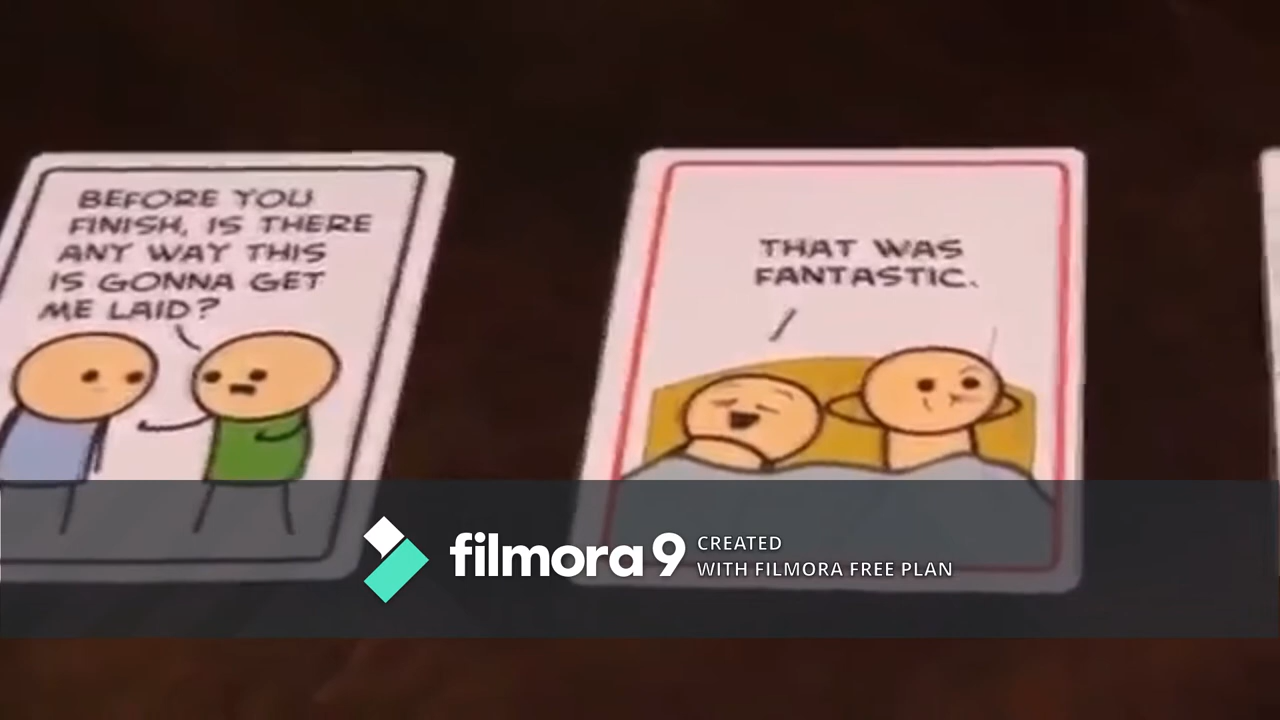 BEFORE YOU
FINISH, IS THERE
ANY WAY THIS
IS GONNA GET
ME LAID?
THAT WAS
FANTASTIC.
filmora9
CREATED
WITH FILMORA FREE PLAN